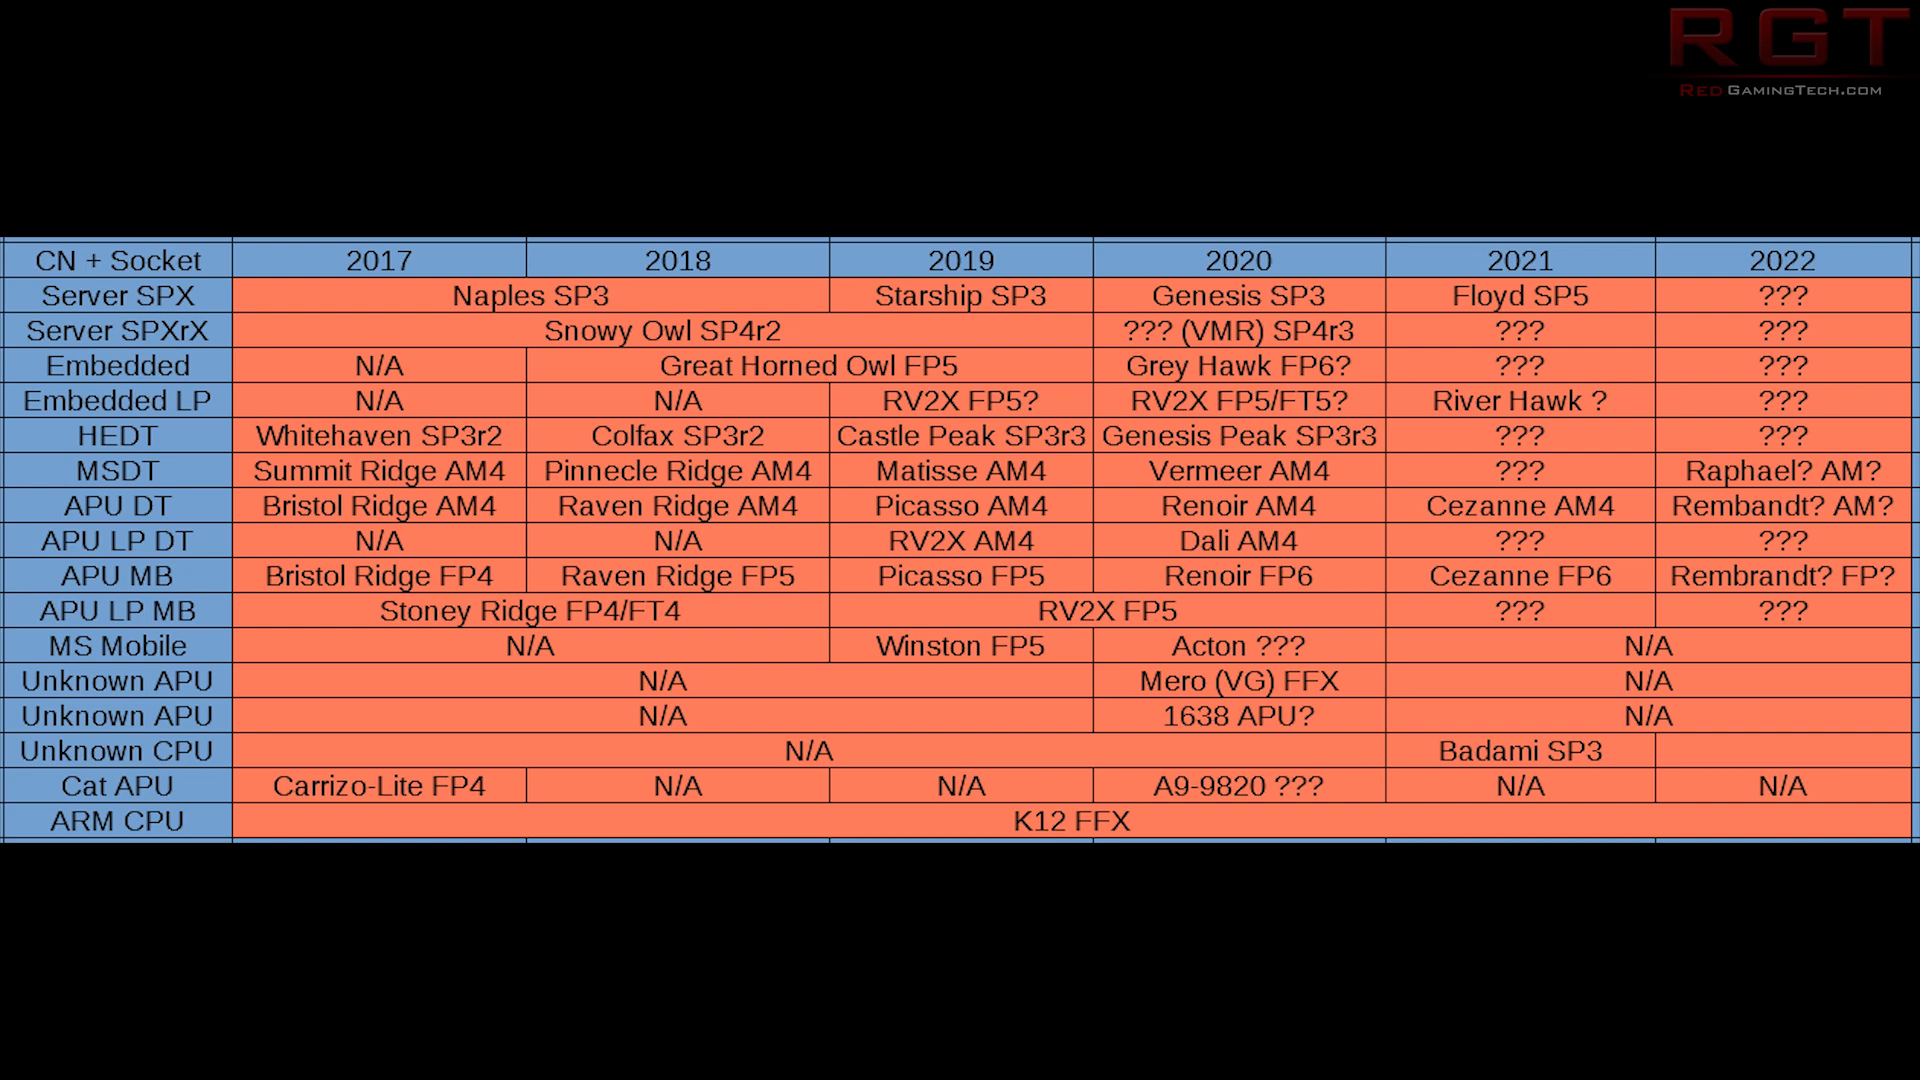 RGT
RED GAMINGTECH.COM
CN + Socket 2017 2018 2019 2020 2021 2022
Server SPX Naples SP3 Starship SP3 Genesis SP3 Floyd SP5 ???
Server SPXrX Snowy Owl SP4r2 ??? (VMR) SP4r3 ??? ???
Embedded N/A Great Horned Owl FP5 Grey Hawk FP6? ??? ???
Embedded LP N/A N/A RV2X FP5? RV2X FP5/FT5? River Hawk ? ???
HEDT Whitehaven SP3r2 Colfax SP3r2 Castle Peak SP3r3 Genesis Peak SP3r3 ??? ???
MSDT Summit Ridge AM4 Pinnecle Ridge AM4 Matisse AM4 Vermeer AM4 ??? Raphael? AM?
APU DT Bristol Ridge AM4 Raven Ridge AM4 Picasso AM4 Renoir AM4 Cezanne AM4 Rembandt? AM?
APU LP DT N/A N/A RV2X AM4 Dali AM4 ??? ???
APU MB Bristol Ridge FP4 Raven Ridge FP5 Picasso FP5 Renoir FP6 Cezanne FP6 Rembrandt? FP?
APU LP MB Stoney Ridge FP4/FT4 RV2X FP5 ??? ???
MS Mobile N/A Winston FP5 Acton ??? N/A
Unknown APU N/A Mero (VG) FFX N/A
Unknown APU N/A 1638 APU? N/A
Unknown CPU N/A Badami SP3
Cat APU Carrizo-Lite FP4 N/A N/A A9-9820 ??? N/A N/A
ARM CPU K12 FFX